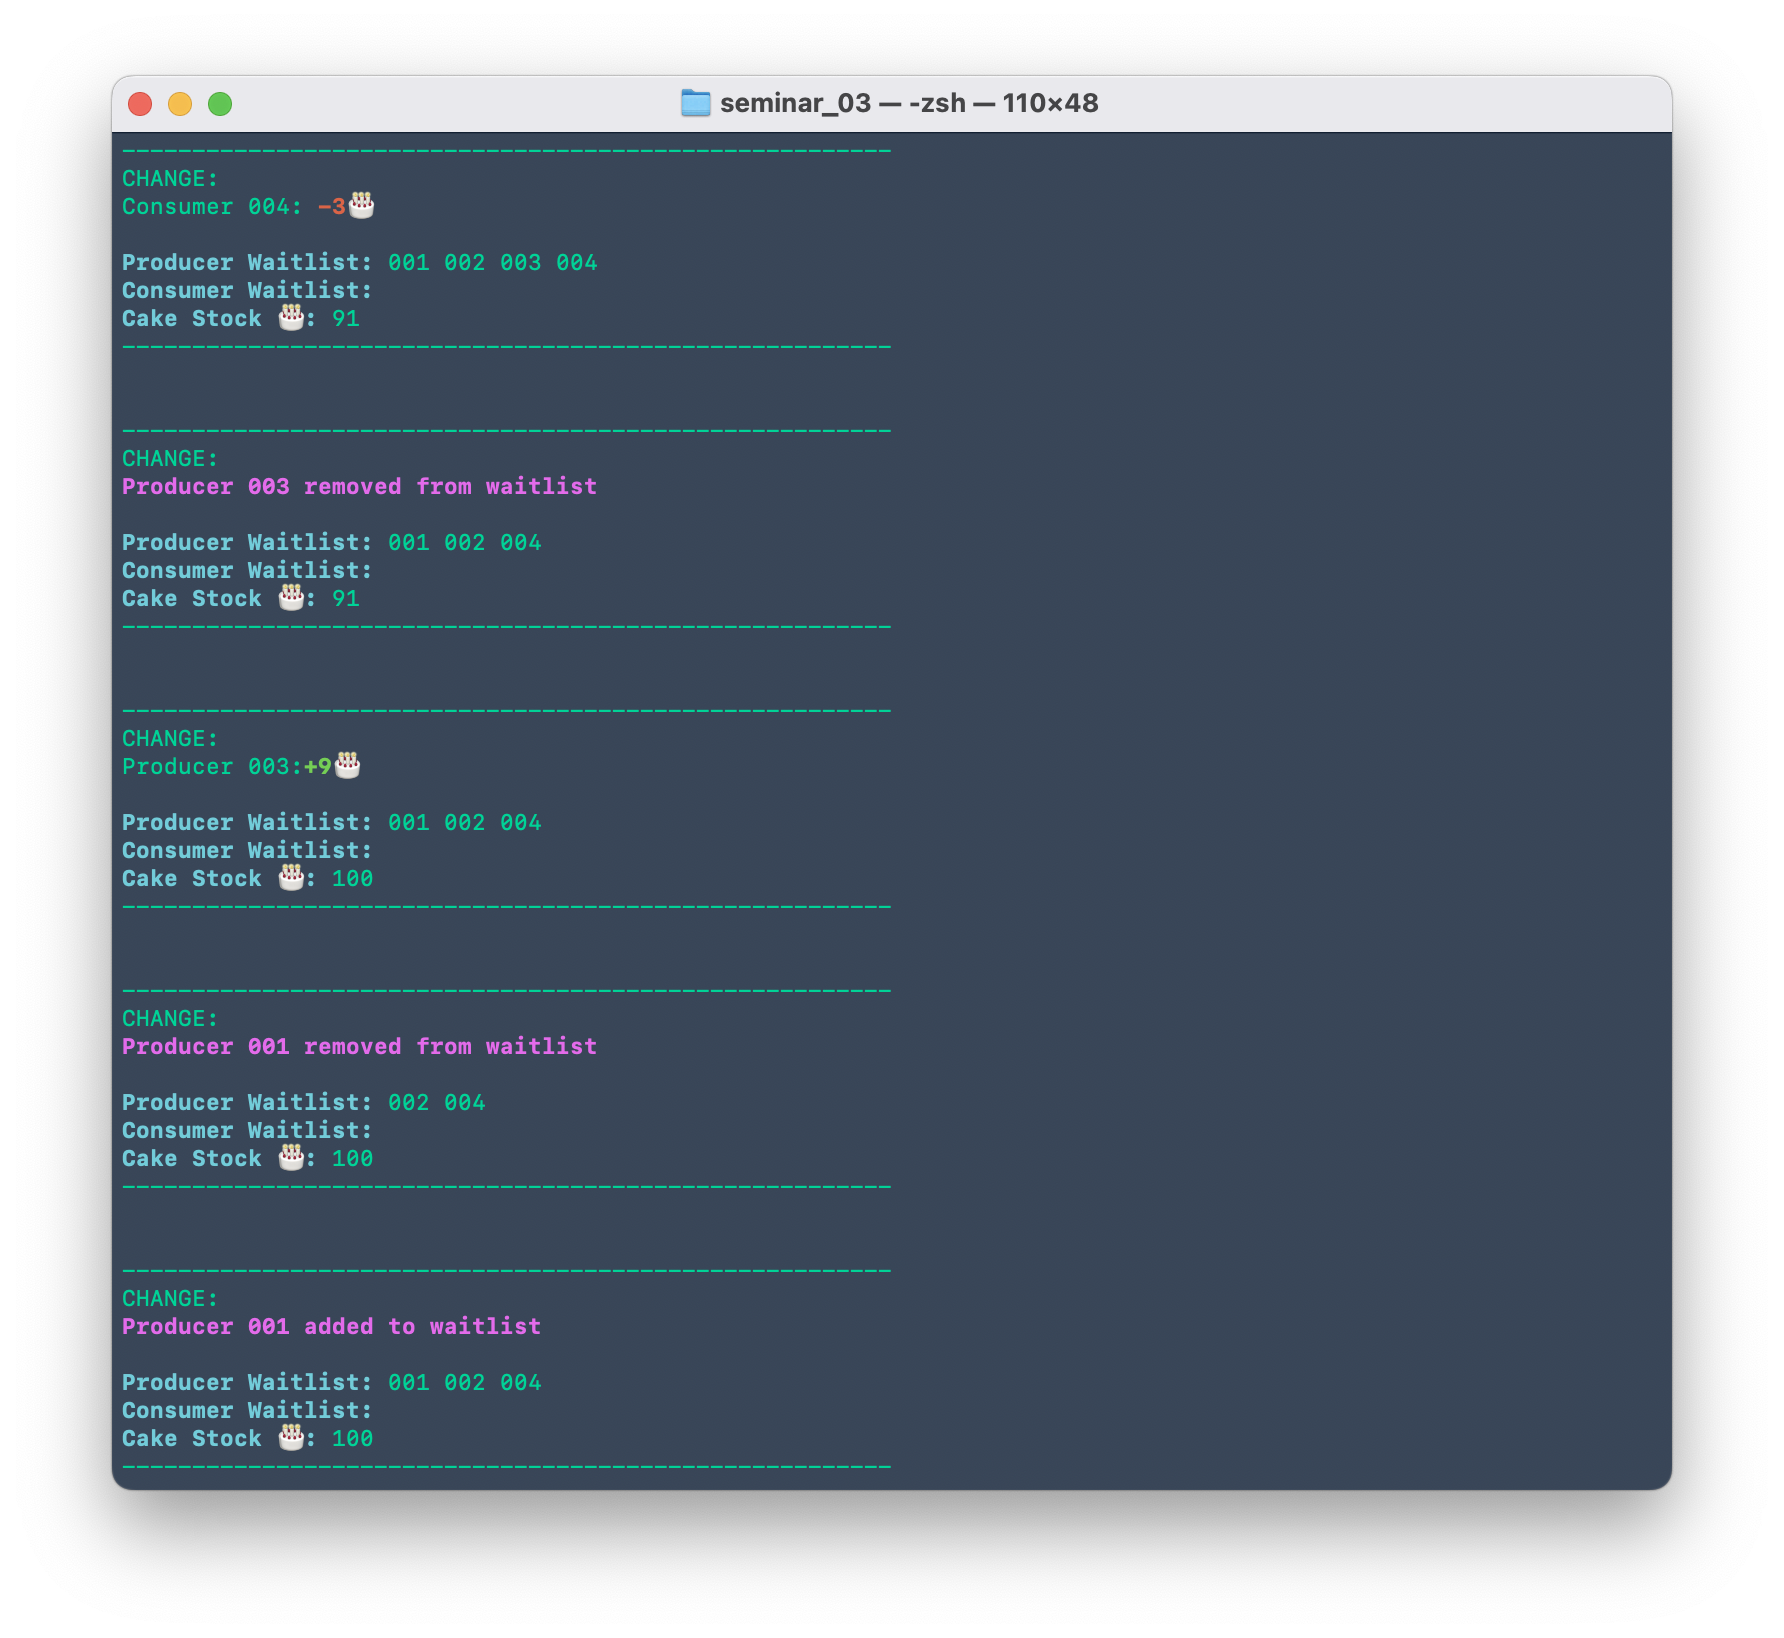 seminar_03 — -zsh — 110×48
-------------------------------------------------------
CHANGE:
Consumer 004: -3🎂
Producer Waitlist: 001 002 003 004
Consumer Waitlist:
Cake Stock 🎂: 91
-------------------------------------------------------
-------------------------------------------------------
CHANGE:
Producer 003 removed from waitlist
Producer Waitlist: 001 002 004
Consumer Waitlist:
Cake Stock 🎂: 91
-------------------------------------------------------
-------------------------------------------------------
CHANGE:
Producer 003:+9🎂
Producer Waitlist: 001 002 004
Consumer Waitlist:
Cake Stock 🎂: 100
-------------------------------------------------------
-------------------------------------------------------
CHANGE:
Producer 001 removed from waitlist
Producer Waitlist: 002 004
Consumer Waitlist:
Cake Stock 🎂: 100
-------------------------------------------------------
-------------------------------------------------------
CHANGE:
Producer 001 added to waitlist
Producer Waitlist: 001 002 004
Consumer Waitlist:
Cake Stock 🎂: 100
-------------------------------------------------------